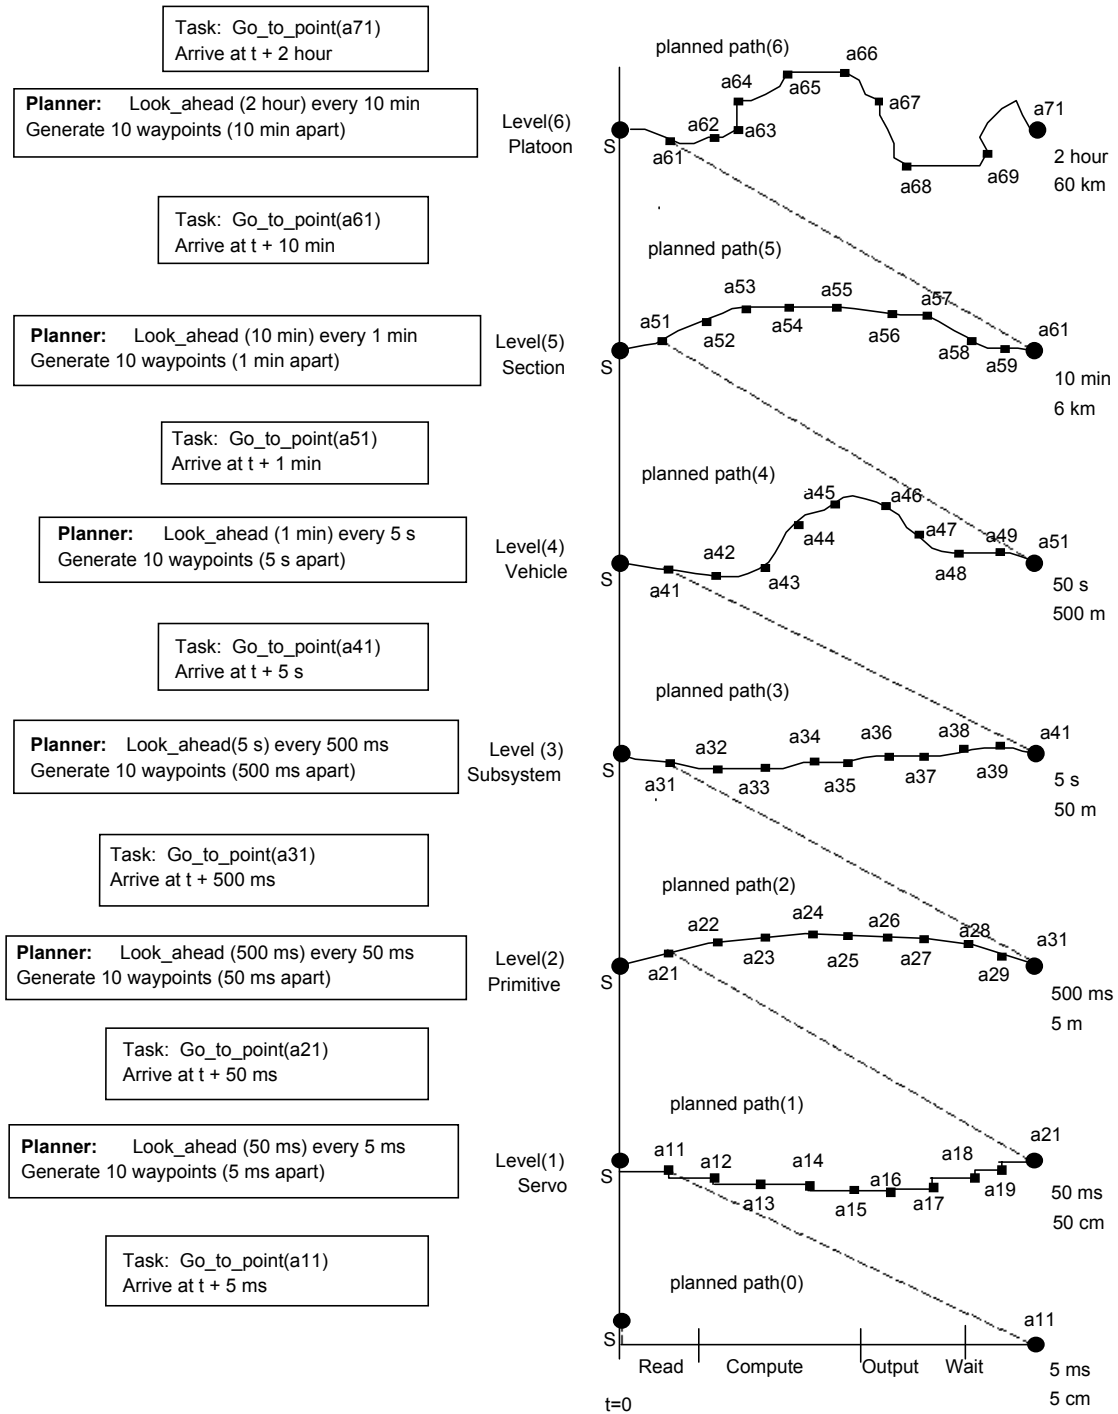 Task: Go_to_point(a71)
Arrive at t + 2 hour
Planner: Look_ahead (2 hour) every 10 min
Generate 10 waypoints (10 min apart)
Level(6)
Platoon
planned path(6)
S
a61
a62
a63
a64
a65
a66
a67
a68
a69
a71
2 hour
60 km
Task: Go_to_point(a61)
Arrive at t + 10 min
Planner: Look_ahead (10 min) every 1 min
Generate 10 waypoints (1 min apart)
Level(5)
Section
planned path(5)
S
a51
a52
a53
a54
a55
a56
a57
a58
a59
a61
10 min
6 km
Task: Go_to_point(a51)
Arrive at t + 1 min
Planner: Look_ahead (1 min) every 5 s
Generate 10 waypoints (5 s apart)
Level(4)
Vehicle
planned path(4)
S
a41
a42
a43
a44
a45
a46
a47
a48
a49
a51
50 s
500 m
Task: Go_to_point(a41)
Arrive at t + 5 s
Planner: Look_ahead(5 s) every 500 ms
Generate 10 waypoints (500 ms apart)
Level (3)
Subsystem
planned path(3)
S
a31
a32
a33
a34
a35
a36
a37
a38
a39
a41
5 s
50 m
Task: Go_to_point(a31)
Arrive at t + 500 ms
Planner: Look_ahead (500 ms) every 50 ms
Generate 10 waypoints (50 ms apart)
Level(2)
Primitive
planned path(2)
S
a21
a22
a23
a24
a25
a26
a27
a28
a29
a31
500 ms
5 m
Task: Go_to_point(a21)
Arrive at t + 50 ms
Planner: Look_ahead (50 ms) every 5 ms
Generate 10 waypoints (5 ms apart)
Level(1)
Servo
planned path(1)
S
a11
a12
a13
a14
a15
a16
a17
a18
a19
a21
50 ms
50 cm
Task: Go_to_point(a11)
Arrive at t + 5 ms
planned path(0)
S
a11
Read
Compute
Output
Wait
5 ms
5 cm
t=0